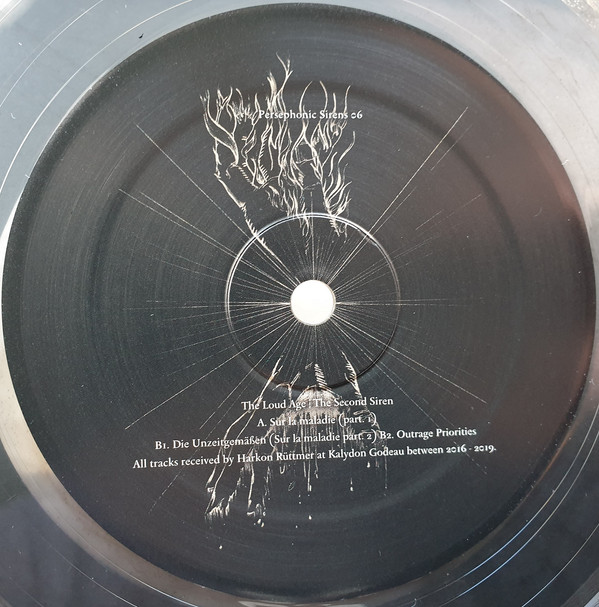 Persephonic Sirens 06
The Loud Age | The Second Siren
A. Sur la maladie (part. 1)
B1. Die Unzeitgemäßen (Sur la maladie part. 2) B2. Outrage Priorities
All tracks received by Harkon Rüttmer at Kalydon Godeau between 2016 - 2019.